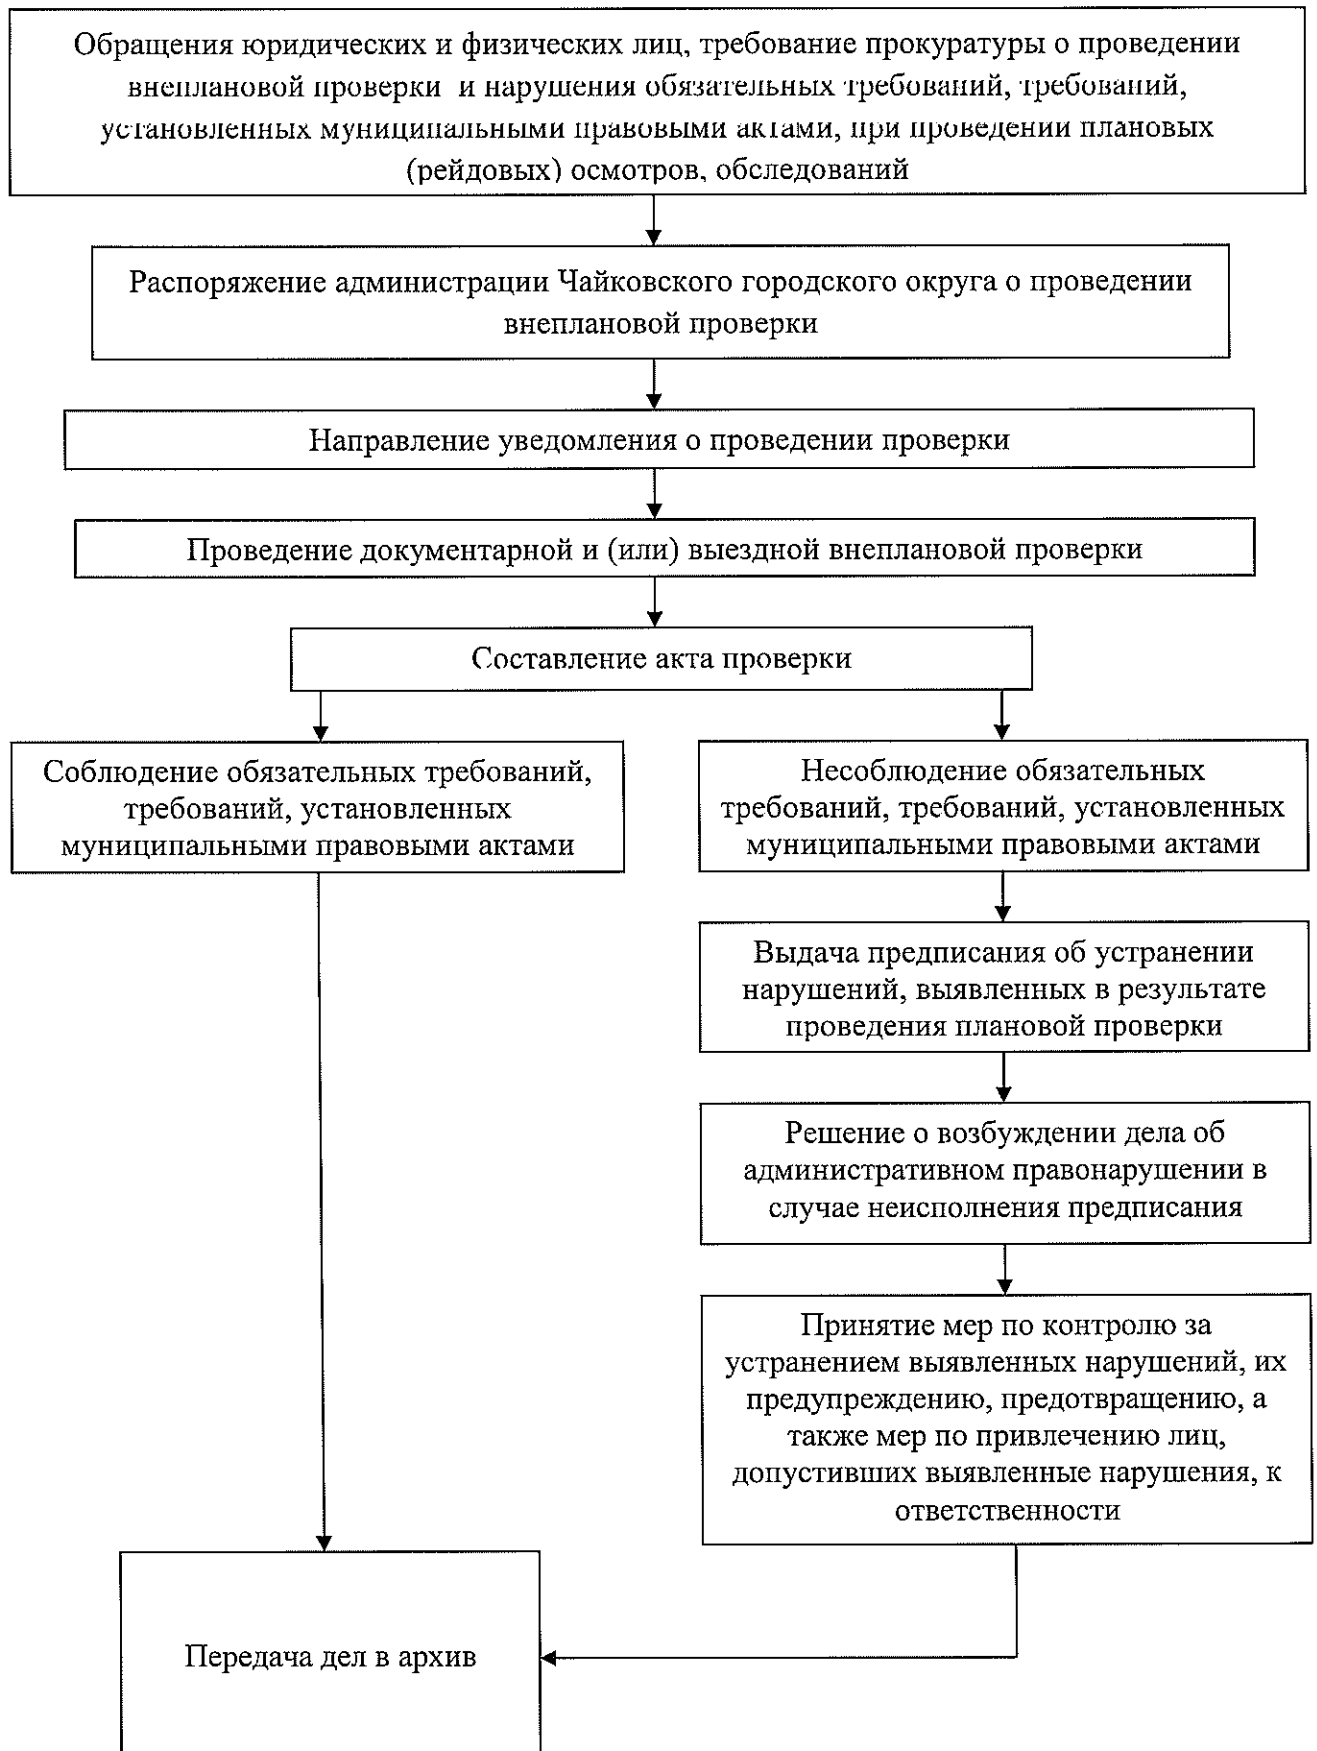 Обращения юридических и физических лиц, требование прокуратуры о проведении
внеплановой проверки и нарушения обязательных требований, требований,
установленных муниципальными правовыми актами, при проведении плановых
(рейдовых) осмотров, обследований
Распоряжение администрации Чайковского городского округа о проведении
внеплановой проверки
Направление уведомления о проведении проверки
Проведение документарной и (или) выездной внеплановой проверки
Составление акта проверки
Соблюдение обязательных требований,
требований, установленных
муниципальными правовыми актами
Несоблюдение обязательных
требований, требований, установленных
муниципальными правовыми актами
Выдача предписания об устранении
нарушений, выявленных в результате
проведения плановой проверки
Решение о возбуждении дела об
административном правонарушении в
случае неисполнения предписания
Принятие мер по контролю за
устранением выявленных нарушений, их
предупреждению, предотвращению, а
также мер по привлечению лиц,
допустивших выявленные нарушения, к
ответственности
Передача дел в архив